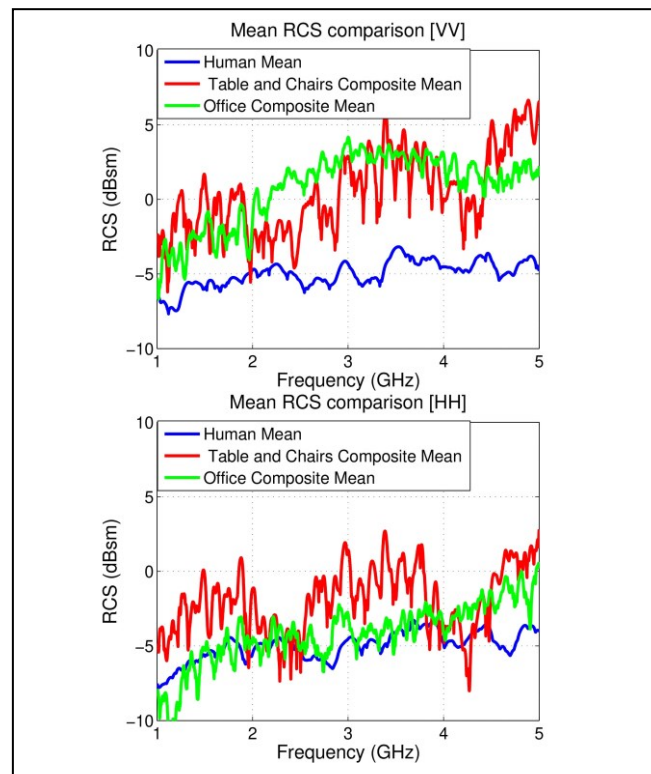 Mean RCS comparison [VV]
10
Human Mean
Table and Chairs Composite Mean
Office Composite Mean
5
0
−5
−10
RCS (dBsm)
1 2 3 4 5
Frequency (GHz)
Mean RCS comparison [HH]
10
Human Mean
Table and Chairs Composite Mean
Office Composite Mean
5
0
−5
−10
RCS (dBsm)
1 2 3 4 5
Frequency (GHz)